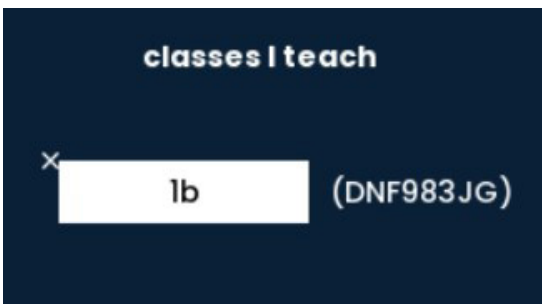 classes I teach
×
1b (DNF983JG)